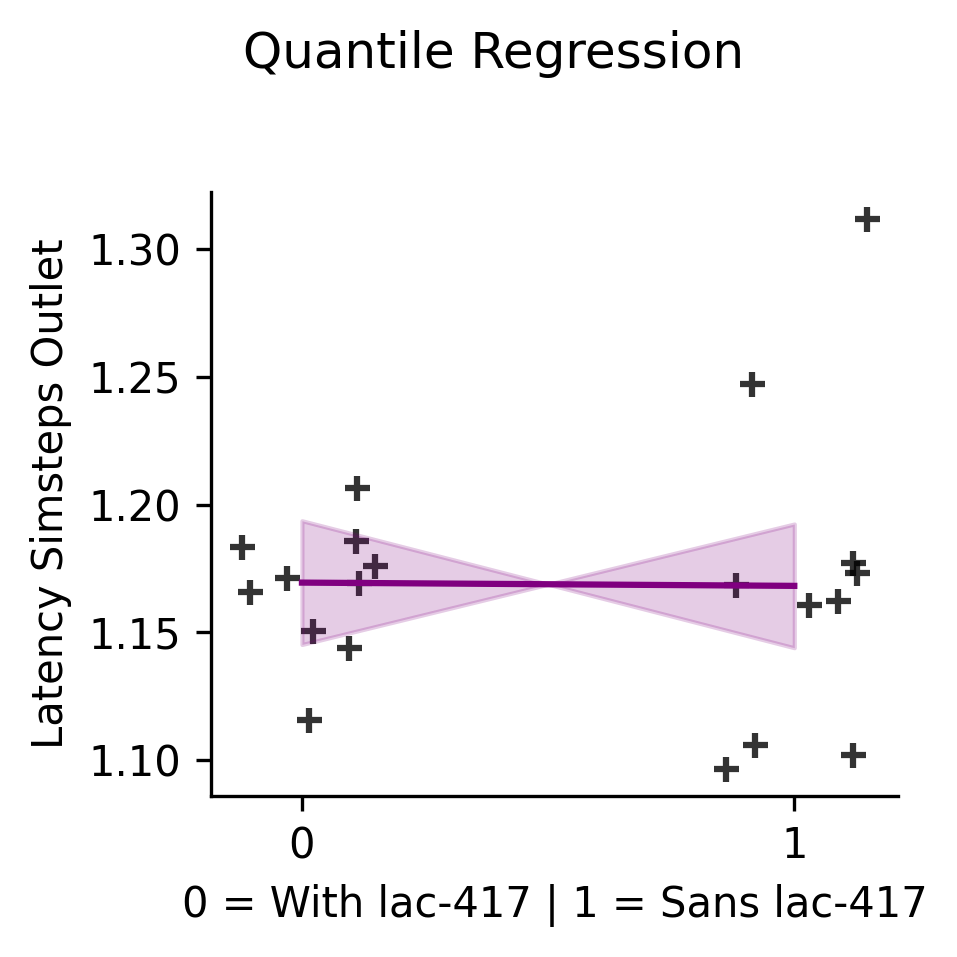 Quantile Regression
Latency Simsteps Outlet
1.30
1.25
1.20
1.15
1.10
0 1
0 = With lac-417 | 1 = Sans lac-417